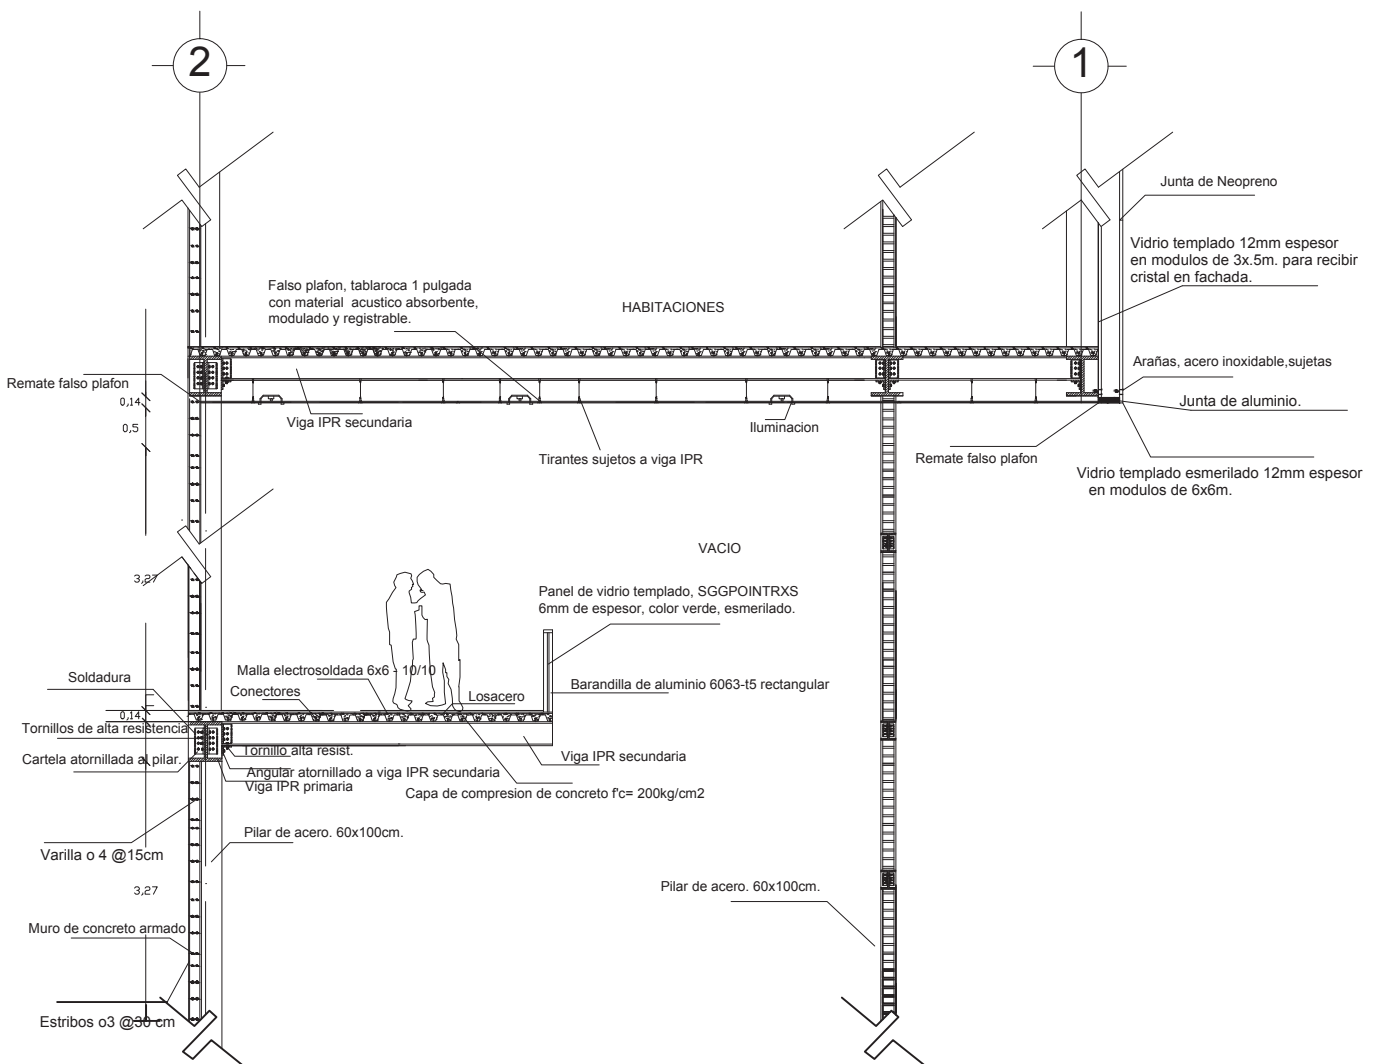 2
1
Junta de Neopreno
Vidrio templado 12mm espesor
en modulos de 3x.5m. para recibir
cristal en fachada.
Falso plafon, tablaroca 1 pulgada
con material acustico absorbente,
modulado y registrable.
HABITACIONES
Arañas, acero inoxidable,sujetas
Remate falso plafon
0,14
Junta de aluminio.
Viga IPR secundaria
Iluminacion
0,5
Tirantes sujetos a viga IPR
Remate falso plafon
Vidrio templado esmerilado 12mm espesor
en modulos de 6x6m.
VACIO
3,27
Panel de vidrio templado, SGGPOINTRXS
6mm de espesor, color verde, esmerilado.
Malla electrosoldada 6x6 - 10/10
Soldadura
Barandilla de aluminio 6063-t5 rectangular
Conectores
Losacero
0,14
Tornillos de alta resistencia
Tornillo alta resist.
Viga IPR secundaria
Cartela atornillada al pilar.
Angular atornillado a viga IPR secundaria
Viga IPR primaria
Capa de compresion de concreto f'c= 200kg/cm2
Pilar de acero. 60x100cm.
Varilla o 4 @15cm
3,27
Pilar de acero. 60x100cm.
Muro de concreto armado
Estribos o3 @30 cm